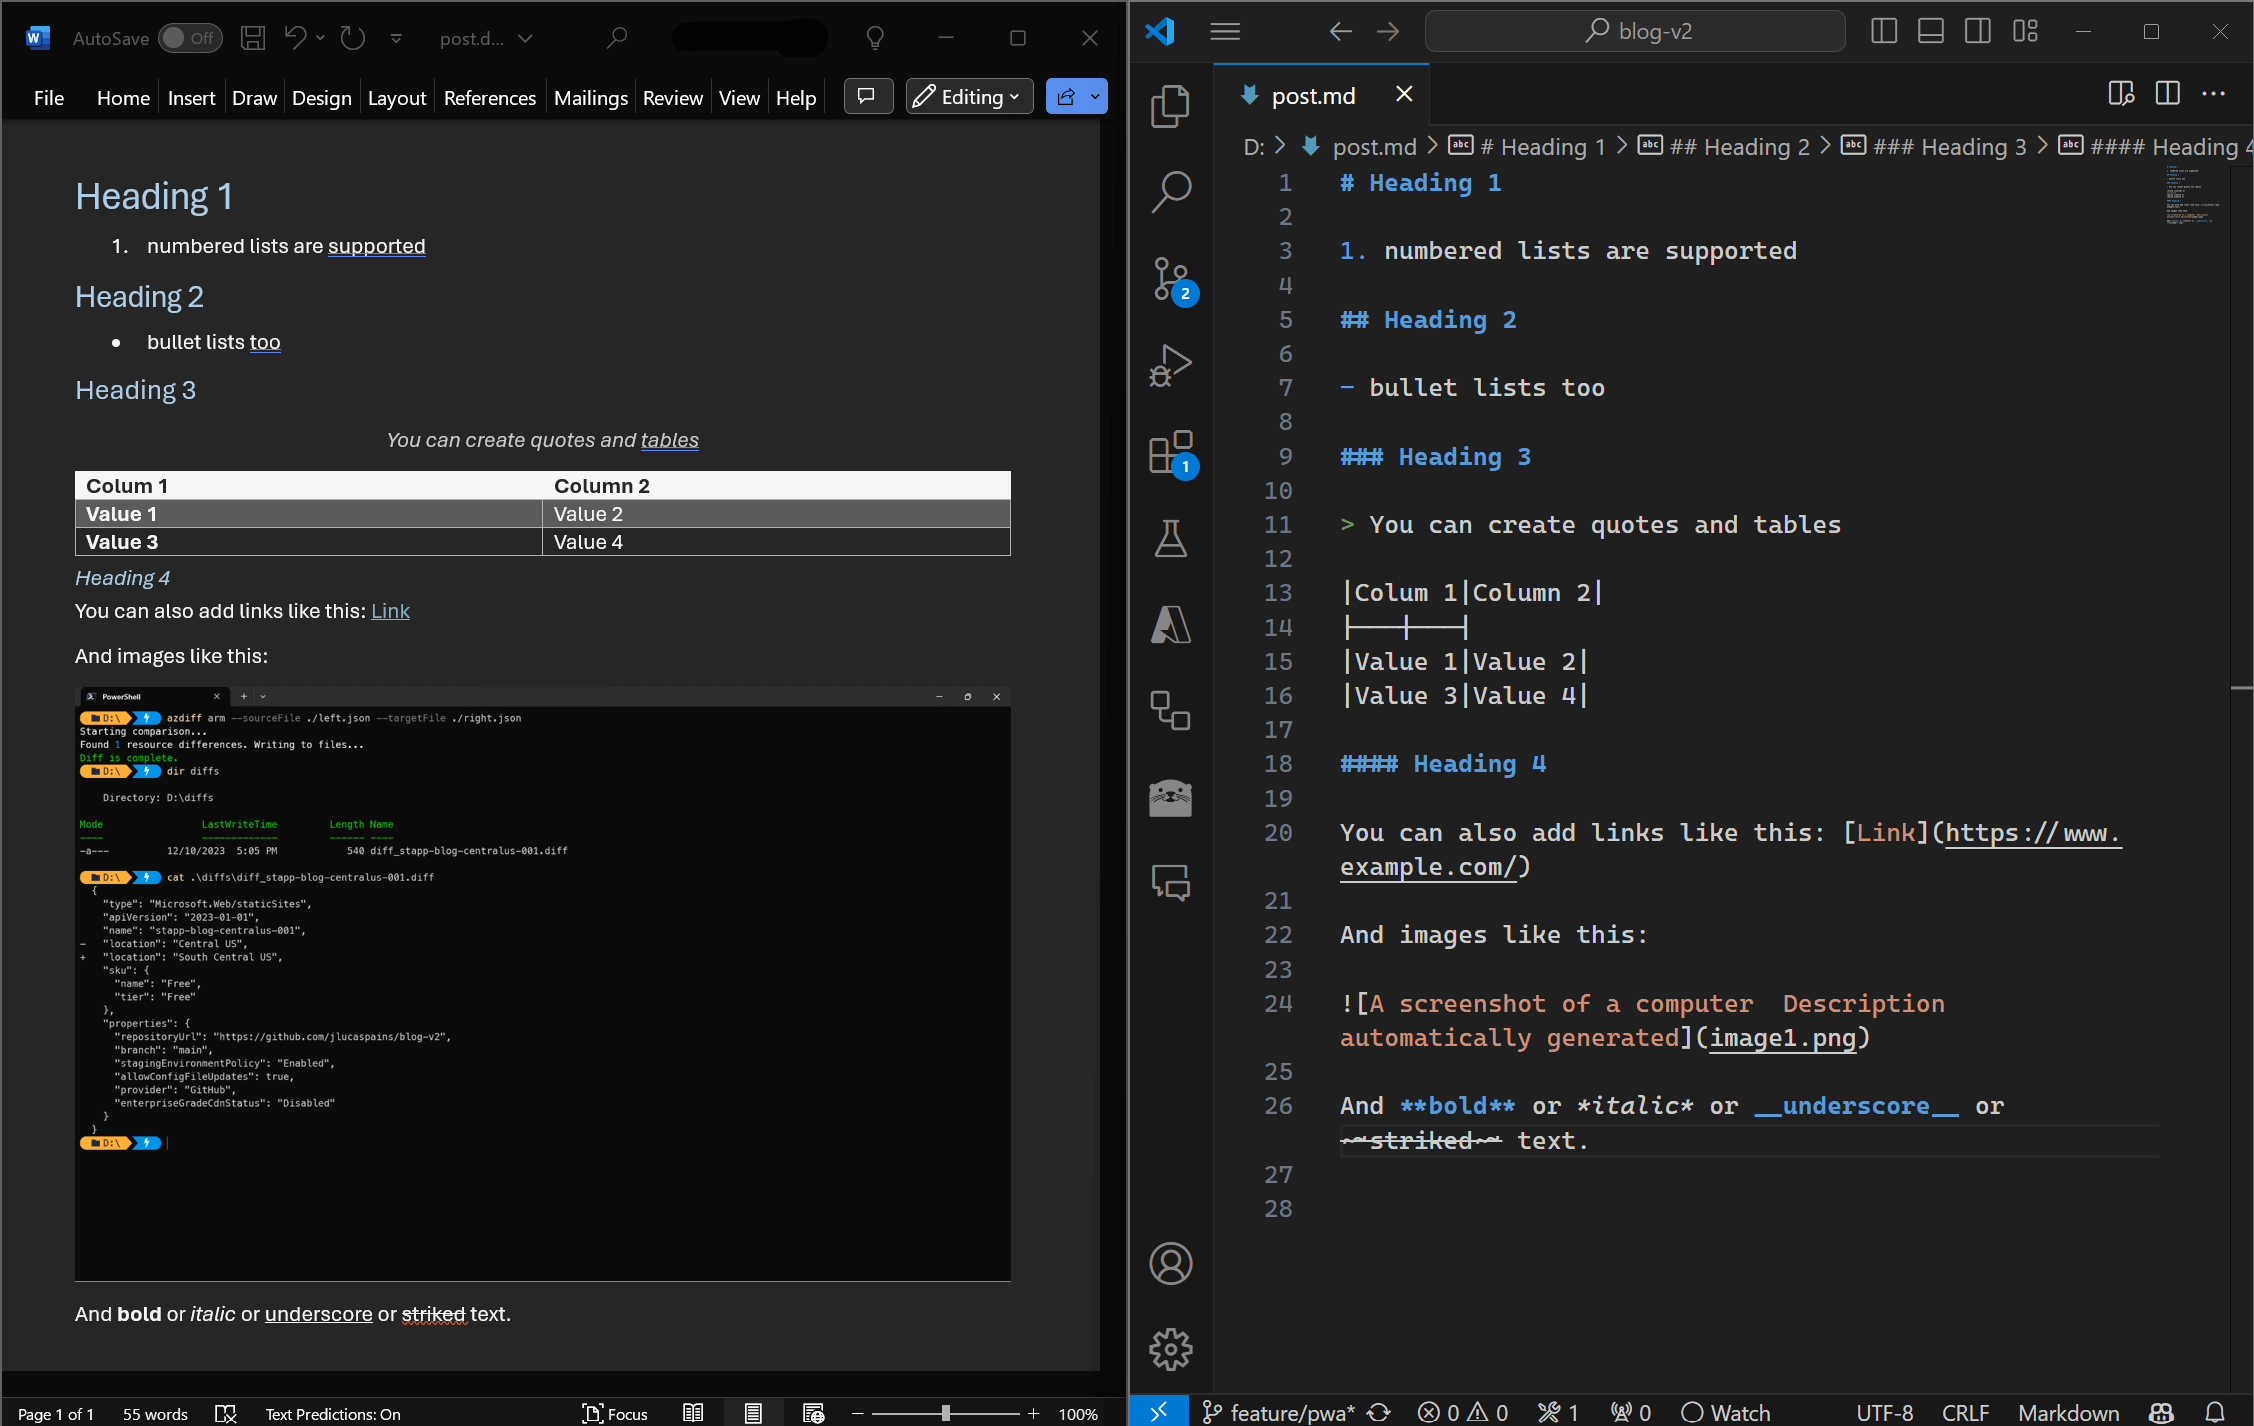 AutoSave Off post.d...
File Home Insert Draw Design Layout References Mailings Review View Help Editing
Heading 1
1. numbered lists are supported
Heading 2
• bullet lists too
Heading 3
You can create quotes and tables
Colum 1 Column 2
Value 1 Value 2
Value 3 Value 4
Heading 4
You can also add links like this: Link
And images like this:
PowerShell
D:\ azdiff arm --sourceFile ./left.json --targetFile ./right.json
Starting comparison...
Found 1 resource differences. Writing to files...
Diff is complete.
D:\ dir diffs
Directory: D:\diffs
Mode LastWriteTime Length Name
---- ------------- ------ ----
-a--- 12/10/2023 5:05 PM 540 diff_stapp-blog-centralus-001.diff
D:\ cat .\diffs\diff_stapp-blog-centralus-001.diff
{
"type": "Microsoft.Web/staticSites",
"apiVersion": "2023-01-01",
"name": "stapp-blog-centralus-001",
- "location": "Central US",
+ "location": "South Central US",
"sku": {
"name": "Free",
"tier": "Free"
},
"properties": {
"repositoryUrl": "https://github.com/jlucaspains/blog-v2",
"branch": "main",
"stagingEnvironmentPolicy": "Enabled",
"allowConfigFileUpdates": true,
"provider": "GitHub",
"enterpriseGradeCdnStatus": "Disabled"
}
}
D:\
And bold or italic or underscore or striked text.
Page 1 of 1 55 words Text Predictions: On Focus 100%
blog-v2
post.md
D: > post.md > # Heading 1 > ## Heading 2 > ### Heading 3 > #### Heading 4
1 # Heading 1
2
3 1. numbered lists are supported
4
5 ## Heading 2
6
7 - bullet lists too
8
9 ### Heading 3
10
11 > You can create quotes and tables
12
13 |Colum 1|Column 2|
14 |----|----|
15 |Value 1|Value 2|
16 |Value 3|Value 4|
17
18 #### Heading 4
19
20 You can also add links like this: [Link](https://www.
example.com/)
21
22 And images like this:
23
24 ![A screenshot of a computer  Description
automatically generated](image1.png)
25
26 And **bold** or *italic* or __underscore__ or
~~striked~~ text.
27
28
2
1
feature/pwa* 0 0 1 0 Watch UTF-8 CRLF Markdown